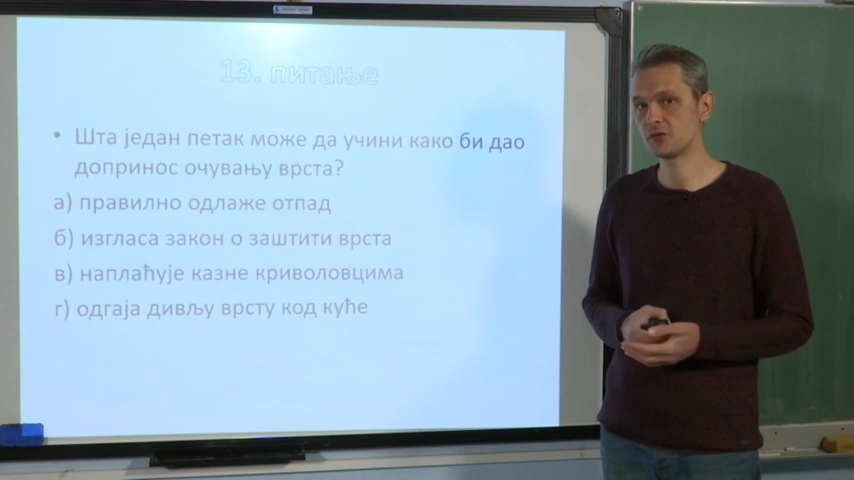 13. питање
• Шта један петак може да учини како би дао
допринос очувању врста?
а) правилно одлаже отпад
б) изгласа закон о заштити врста
в) наплаћује казне криволовцима
г) одгаја дивљу врсту код куће